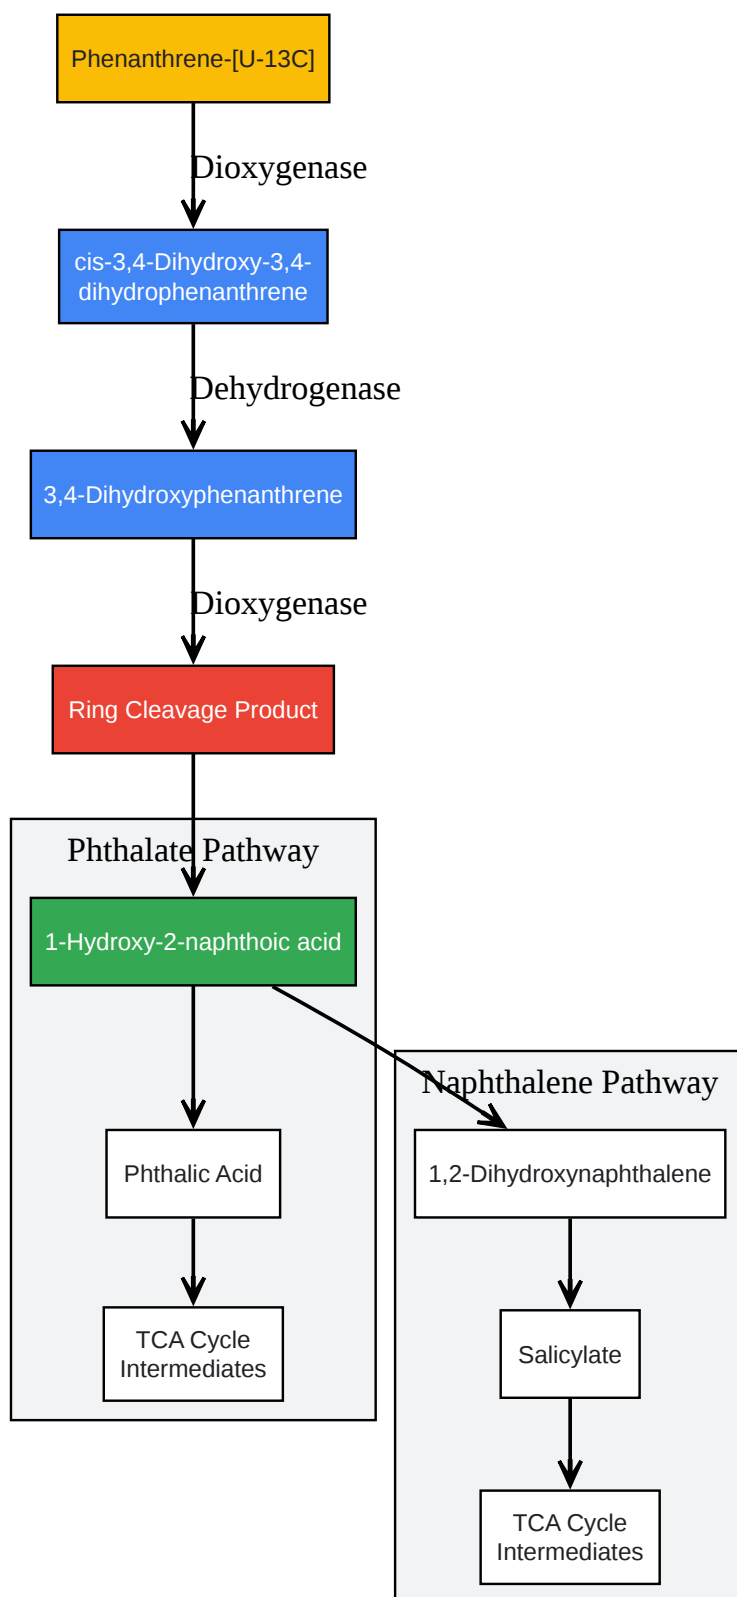 Phenanthrene-[U-13C]
Dioxygenase
cis-3,4-Dihydroxy-3,4-
dihydrophenanthrene
Dehydrogenase
3,4-Dihydroxyphenanthrene
Dioxygenase
Ring Cleavage Product
Phthalate Pathway
1-Hydroxy-2-naphthoic acid
Phthalic Acid
TCA Cycle
Intermediates
Naphthalene Pathway
1,2-Dihydroxynaphthalene
Salicylate
TCA Cycle
Intermediates